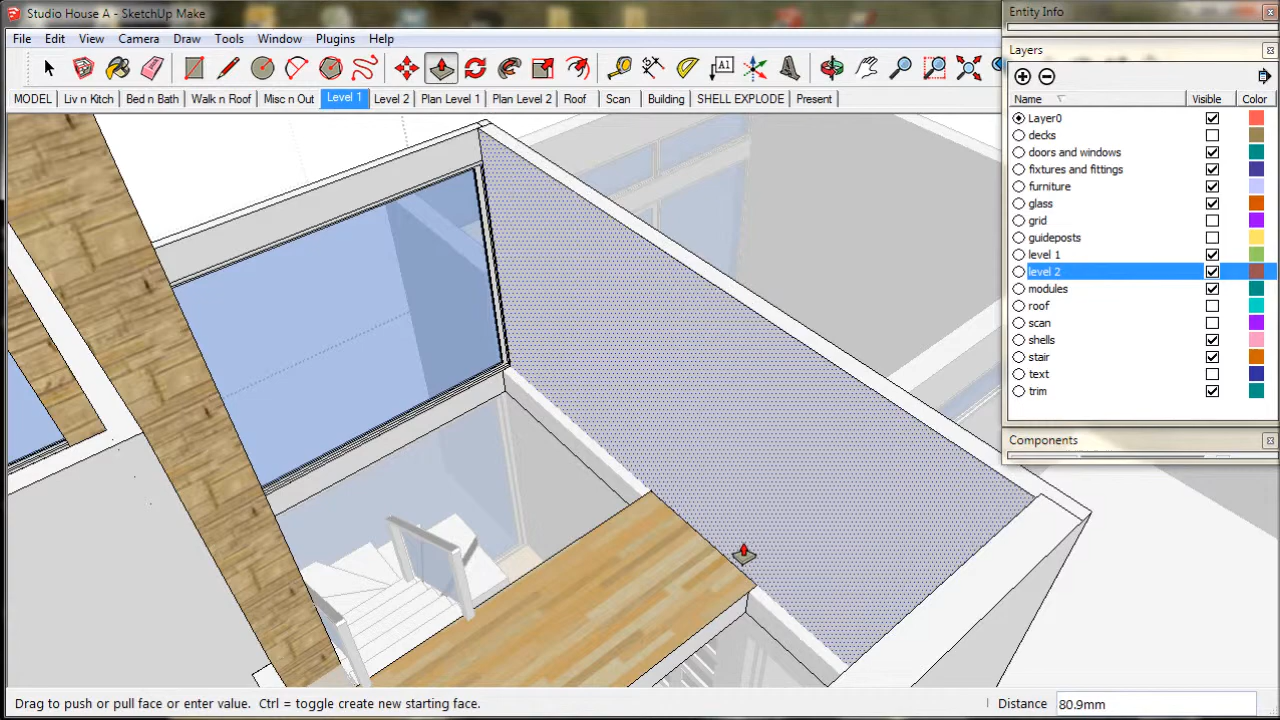 Studio House A - SketchUp Make
File Edit View Camera Draw Tools Window Plugins Help
A1
MODEL Liv n Kitch Bed n Bath Walk n Roof Misc n Out Level 1 Level 2 Plan Level 1 Plan Level 2 Roof Scan Building SHELL EXPLODE Present
Entity Info
Layers
Name Visible Color
Layer0
decks
doors and windows
fixtures and fittings
furniture
glass
grid
guideposts
level 1
level 2
modules
roof
scan
shells
stair
text
trim
Components
Drag to push or pull face or enter value. Ctrl = toggle create new starting face.
Distance 80.9mm